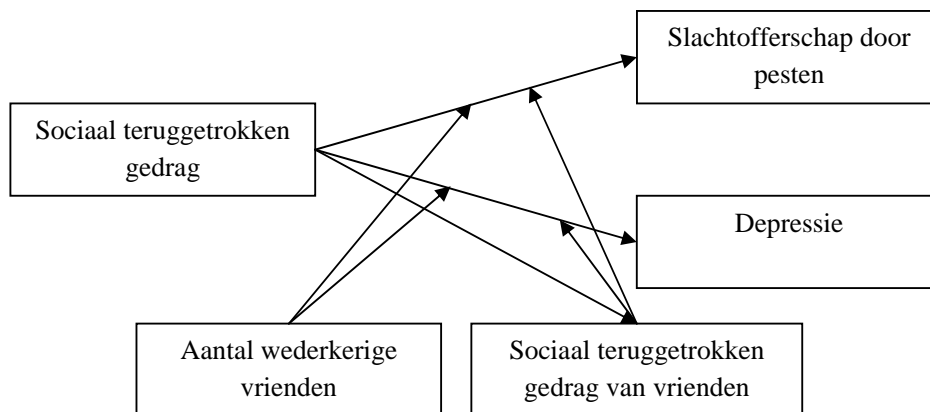 Slachtofferschap door
pesten
Sociaal teruggetrokken
gedrag
Depressie
Aantal wederkerige
vrienden
Sociaal teruggetrokken
gedrag van vrienden